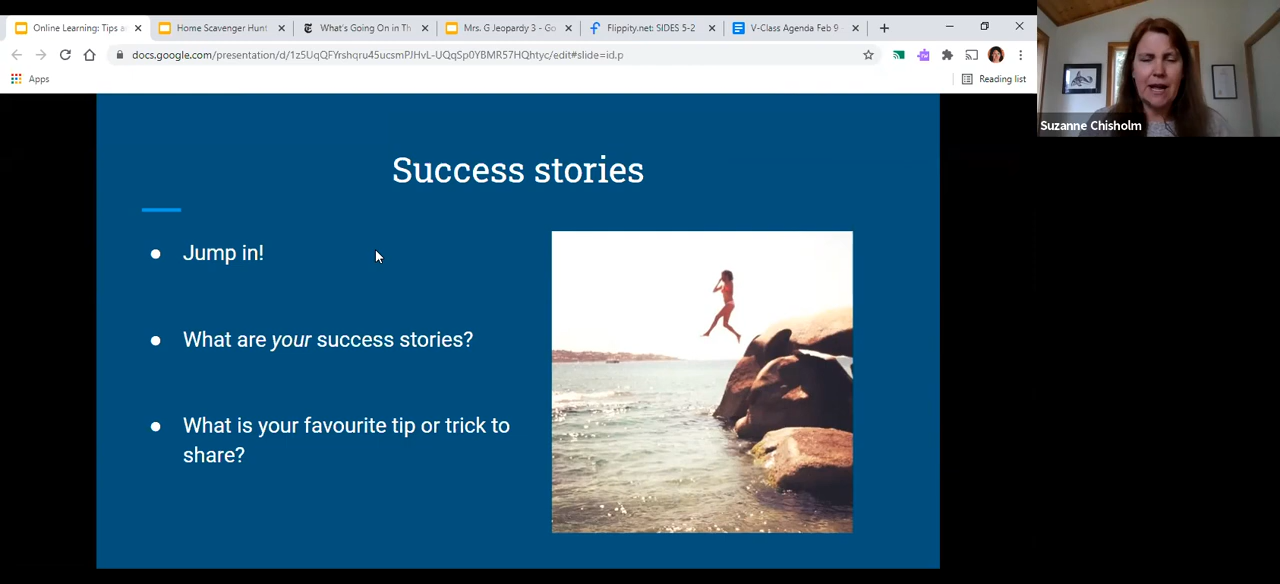 Online Learning: Tips a
Home Scavenger Hunt
What's Going On in Th
Mrs. G Jeopardy 3 - Go
Flippity.net: SIDES 5-2
V-Class Agenda Feb 9 -
docs.google.com/presentation/d/1z5UqQFYrshqru45ucsmPJHvL-UQqSp0YBMR57HQhtyc/edit#slide=id.p
Apps
Reading list
Suzanne Chisholm
Success stories
Jump in!
What are your success stories?
What is your favourite tip or trick to
share?